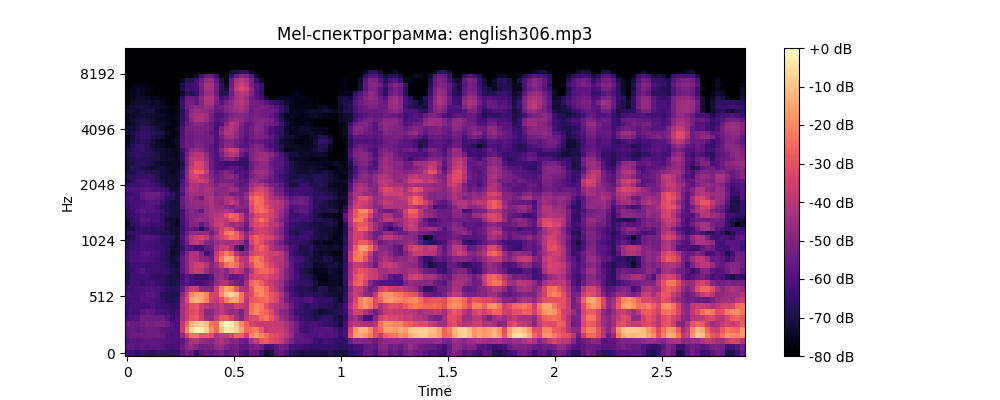 Mel-спектрограмма: english306.mp3
Hz
8192
4096
2048
1024
512
0
0
0.5
1
1.5
2
2.5
Time
+0 dB
-10 dB
-20 dB
-30 dB
-40 dB
-50 dB
-60 dB
-70 dB
-80 dB